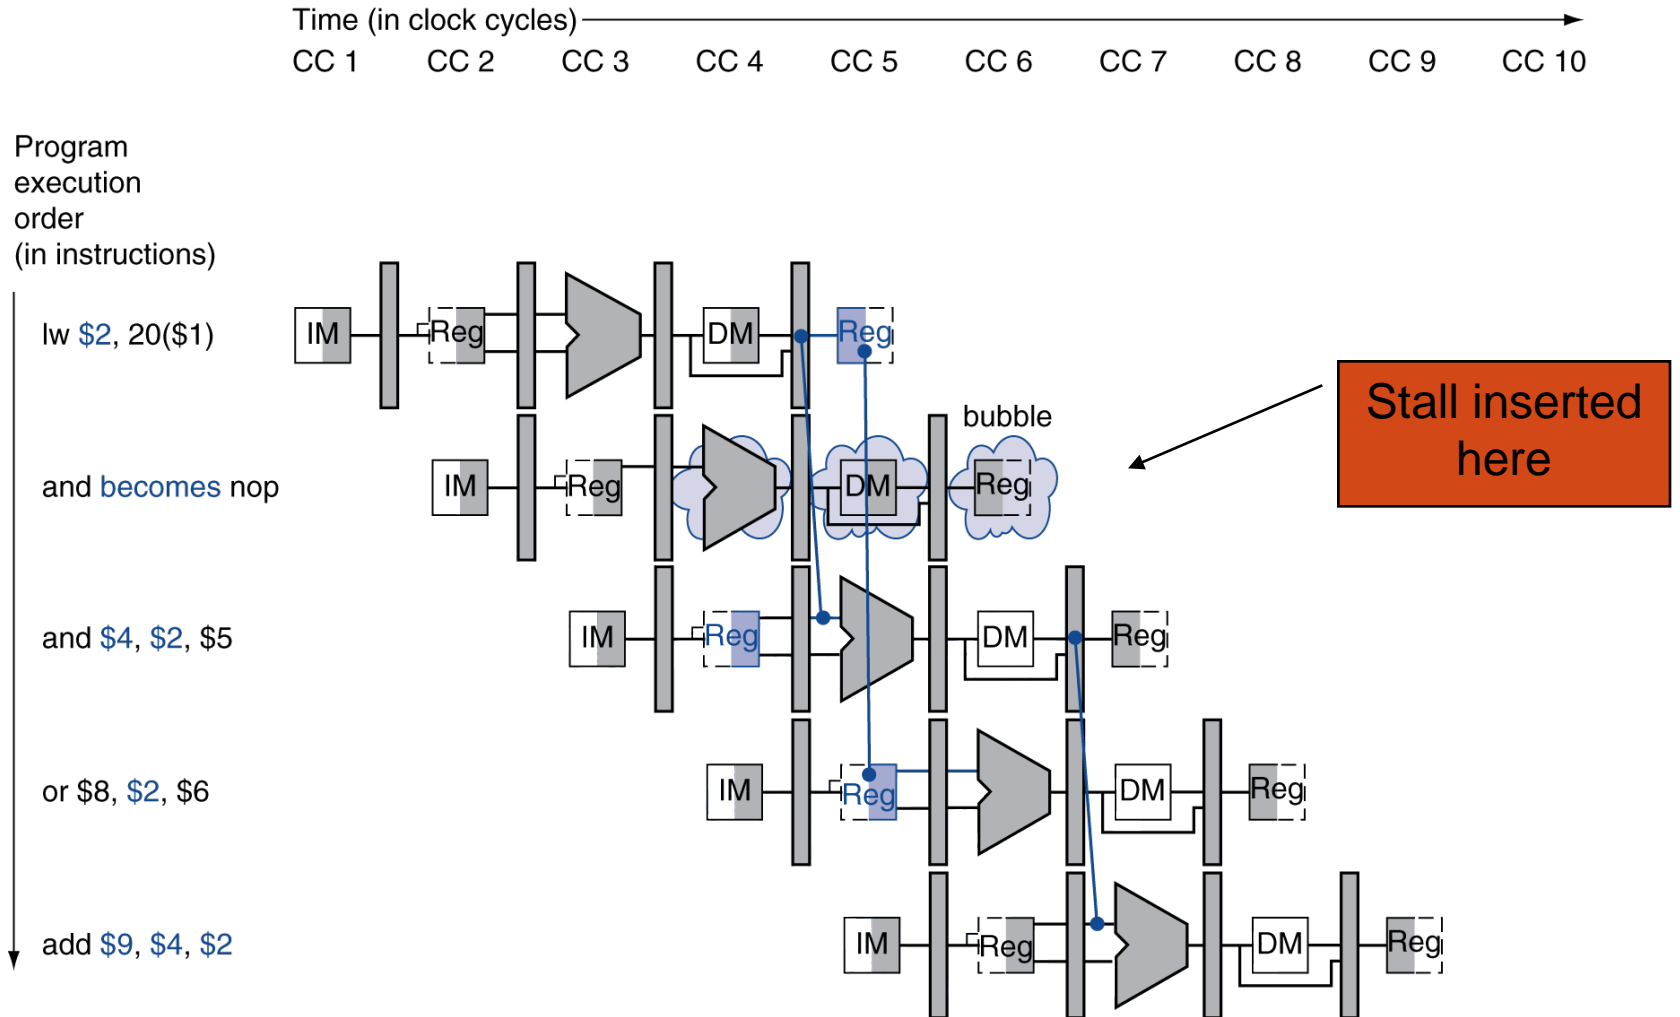 Time (in clock cycles)
CC 1 CC 2 CC 3 CC 4 CC 5 CC 6 CC 7 CC 8 CC 9 CC 10
Program
execution
order
(in instructions)
lw $2, 20($1) IM Reg DM Reg
bubble
Stall inserted
here
and becomes nop IM Reg DM Reg
and $4, $2, $5 IM Reg DM Reg
or $8, $2, $6 IM Reg DM Reg
add $9, $4, $2 IM Reg DM Reg